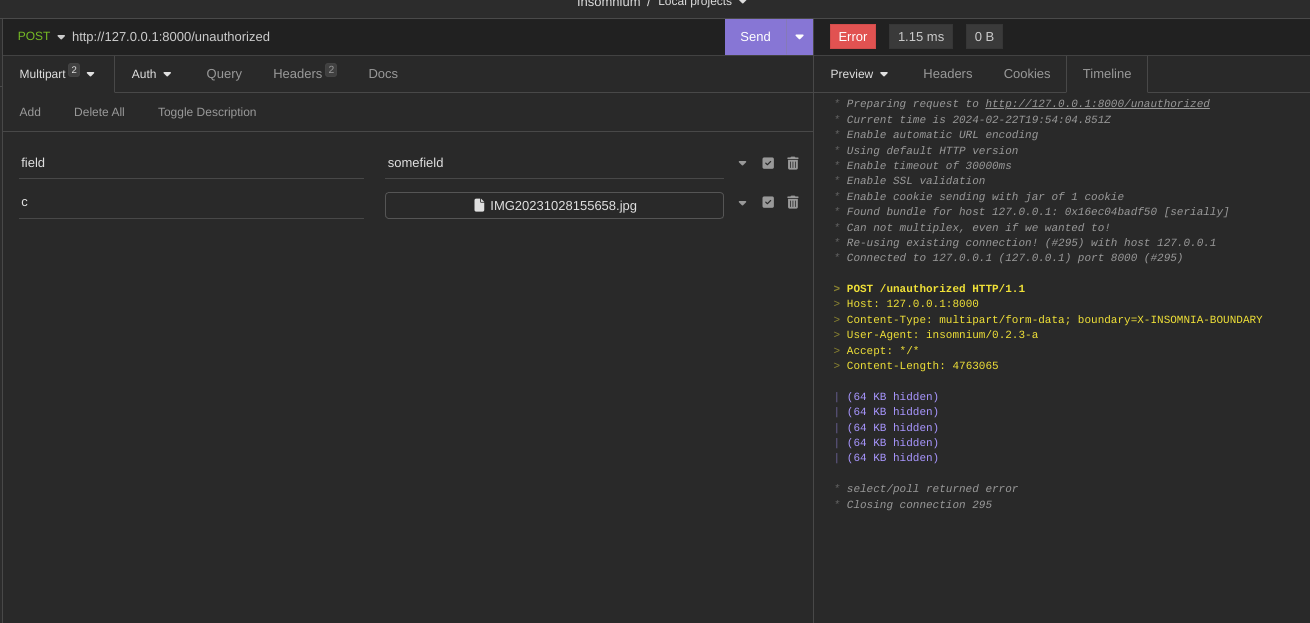 Insomnium / Local projects
POST http://127.0.0.1:8000/unauthorized Send
Error 1.15 ms 0 B
Multipart 2 Auth Query Headers 2 Docs
Preview Headers Cookies Timeline
Add Delete All Toggle Description
field somefield
c IMG20231028155658.jpg
* Preparing request to http://127.0.0.1:8000/unauthorized
* Current time is 2024-02-22T19:54:04.851Z
* Enable automatic URL encoding
* Using default HTTP version
* Enable timeout of 30000ms
* Enable SSL validation
* Enable cookie sending with jar of 1 cookie
* Found bundle for host 127.0.0.1: 0x16ec04badf50 [serially]
* Can not multiplex, even if we wanted to!
* Re-using existing connection! (#295) with host 127.0.0.1
* Connected to 127.0.0.1 (127.0.0.1) port 8000 (#295)
> POST /unauthorized HTTP/1.1
> Host: 127.0.0.1:8000
> Content-Type: multipart/form-data; boundary=X-INSOMNIA-BOUNDARY
> User-Agent: insomnium/0.2.3-a
> Accept: */*
> Content-Length: 4763065
| (64 KB hidden)
| (64 KB hidden)
| (64 KB hidden)
| (64 KB hidden)
| (64 KB hidden)
* select/poll returned error
* Closing connection 295